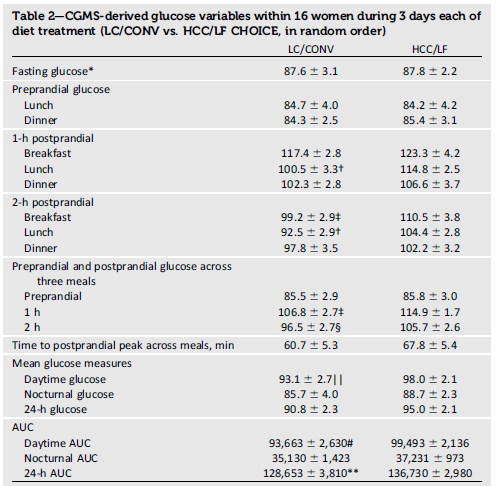 Table 2—CGMS-derived glucose variables within 16 women during 3 days each of
diet treatment (LC/CONV vs. HCC/LF CHOICE, in random order)
LC/CONV HCC/LF
Fasting glucose* 87.6 ± 3.1 87.8 ± 2.2
Preprandial glucose
Lunch 84.7 ± 4.0 84.2 ± 4.2
Dinner 84.3 ± 2.5 85.4 ± 3.1
1-h postprandial
Breakfast 117.4 ± 2.8 123.3 ± 4.2
Lunch 100.5 ± 3.3† 114.8 ± 2.5
Dinner 102.3 ± 2.8 106.6 ± 3.7
2-h postprandial
Breakfast 99.2 ± 2.9‡ 110.5 ± 3.8
Lunch 92.5 ± 2.9† 104.4 ± 2.8
Dinner 97.8 ± 3.5 102.2 ± 3.2
Preprandial and postprandial glucose across
three meals
Preprandial 85.5 ± 2.9 85.8 ± 3.0
1 h 106.8 ± 2.7‡ 114.9 ± 1.7
2 h 96.5 ± 2.7§ 105.7 ± 2.6
Time to postprandial peak across meals, min 60.7 ± 5.3 67.8 ± 5.4
Mean glucose measures
Daytime glucose 93.1 ± 2.7|| 98.0 ± 2.1
Nocturnal glucose 85.7 ± 4.0 88.7 ± 2.3
24-h glucose 90.8 ± 2.3 95.0 ± 2.1
AUC
Daytime AUC 93,663 ± 2,630# 99,493 ± 2,136
Nocturnal AUC 35,130 ± 1,423 37,231 ± 973
24-h AUC 128,653 ± 3,810** 136,730 ± 2,980